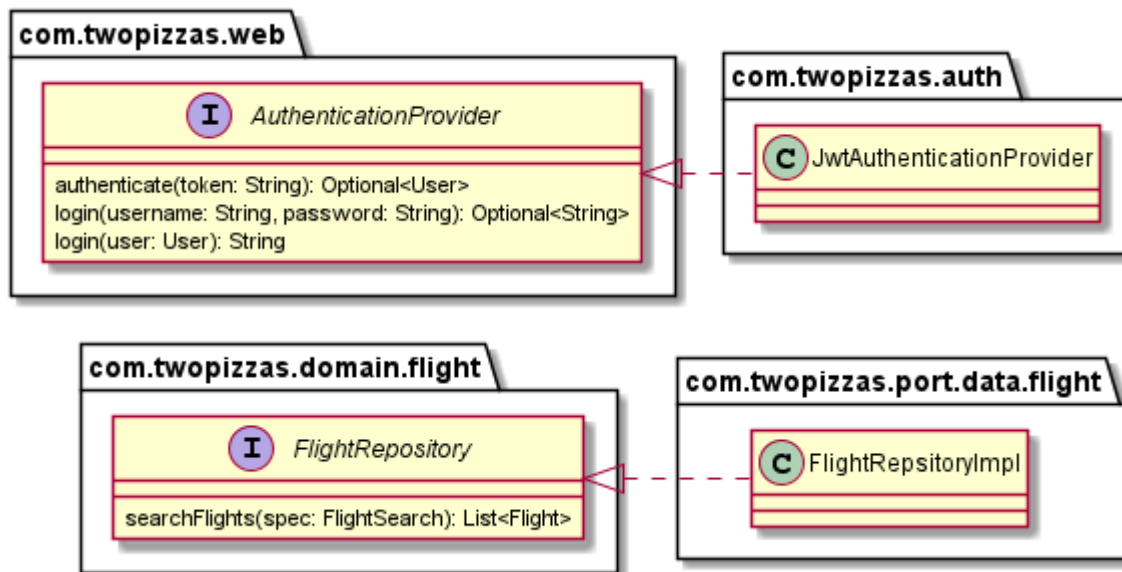 com.twopizzas.web
I AuthenticationProvider
authenticate(token: String): Optional<User>
login(username: String, password: String): Optional<String>
login(user: User): String
com.twopizzas.auth
C JwtAuthenticationProvider
com.twopizzas.domain.flight
I FlightRepository
searchFlights(spec: FlightSearch): List<Flight>
com.twopizzas.port.data.flight
C FlightRepsitoryImpl